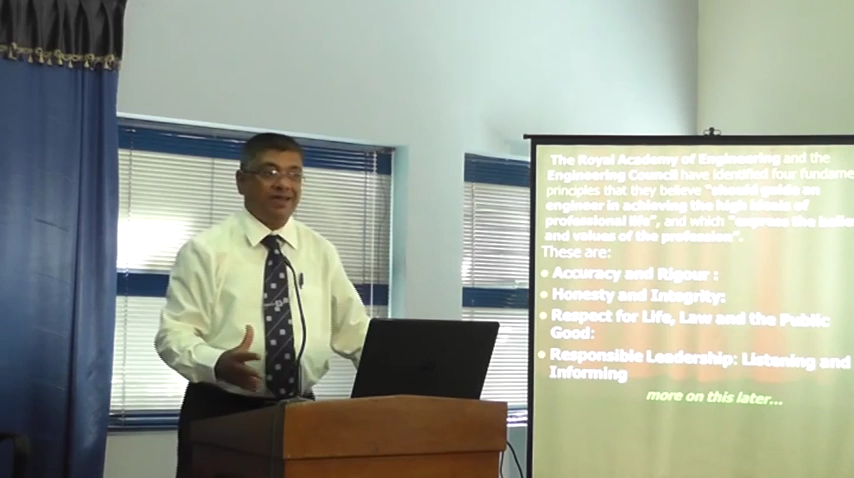 The Royal Academy of Engineering and the
Engineering Council have identified four fundame
principles that they believe "should guide an
engineer in achieving the high ideals of
professional life", and which "express the belie
and values of the profession".
These are:
• Accuracy and Rigour :
• Honesty and Integrity:
• Respect for Life, Law and the Public
Good:
• Responsible Leadership: Listening and
Informing
more on this later...